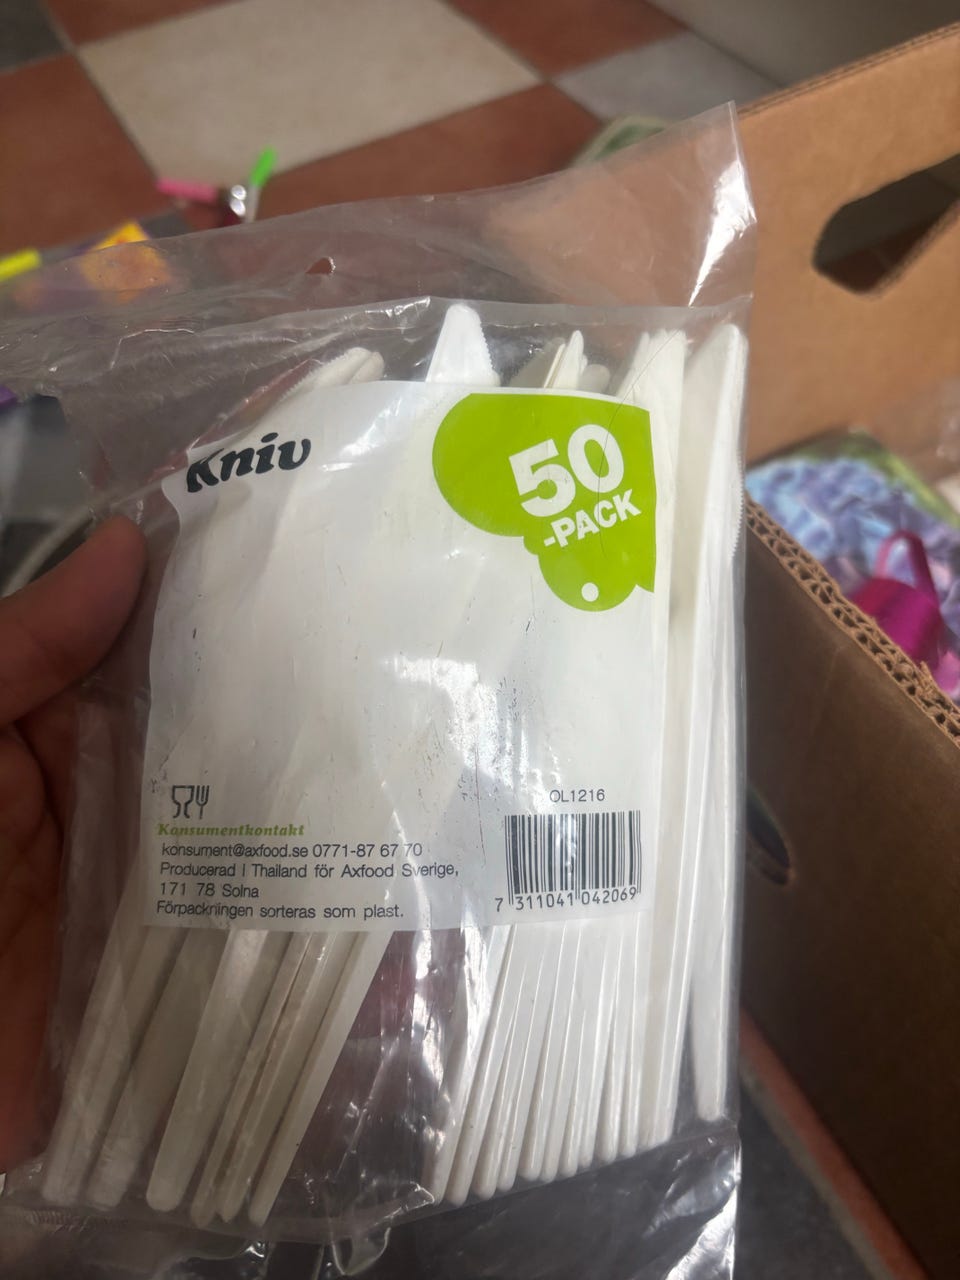 Kniv
50
-PACK
OL1216
Konsumentkontakt
konsument@axfood.se 0771-87 67 70
Producerad i Thailand för Axfood Sverige,
171 78 Solna
Förpackningen sorteras som plast.
7 311041 042069